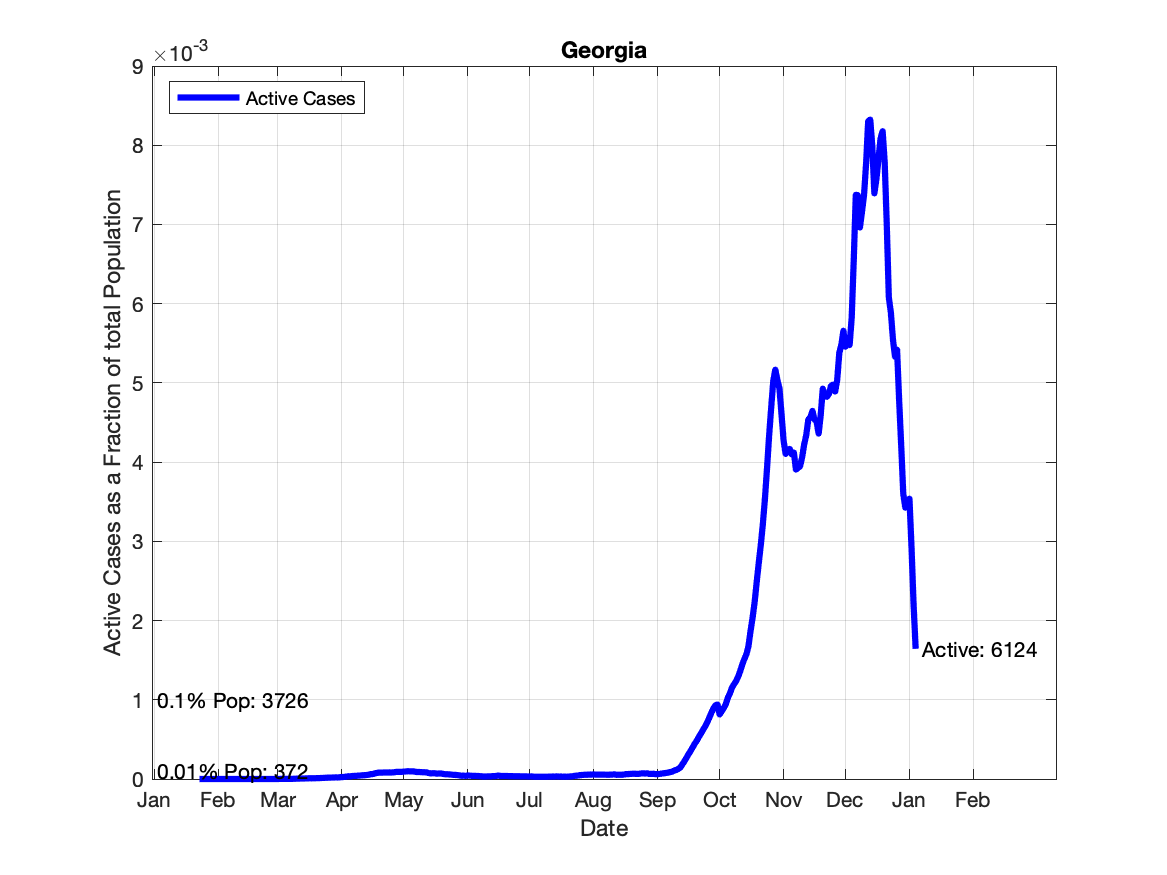 Georgia
×10-3
9
8
7
6
5
4
3
2
1
0
Active Cases as a Fraction of total Population
Active Cases
0.1% Pop: 3726
0.01% Pop: 372
Active: 6124
Jan Feb Mar Apr May Jun Jul Aug Sep Oct Nov Dec Jan Feb
Date